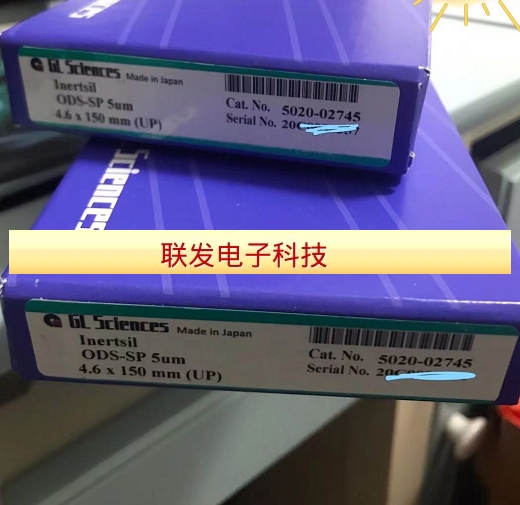 GL Sciences Made in Japan
Inertsil
ODS-SP 5um
4.6 x 150 mm (UP)
Cat. No. 5020-02745
Serial No.
Sciences
联发电子科技
GL Sciences Made in Japan
Inertsil
ODS-SP 5um
4.6 x 150 mm (UP)
Cat. No. 5020-02745
Serial No.